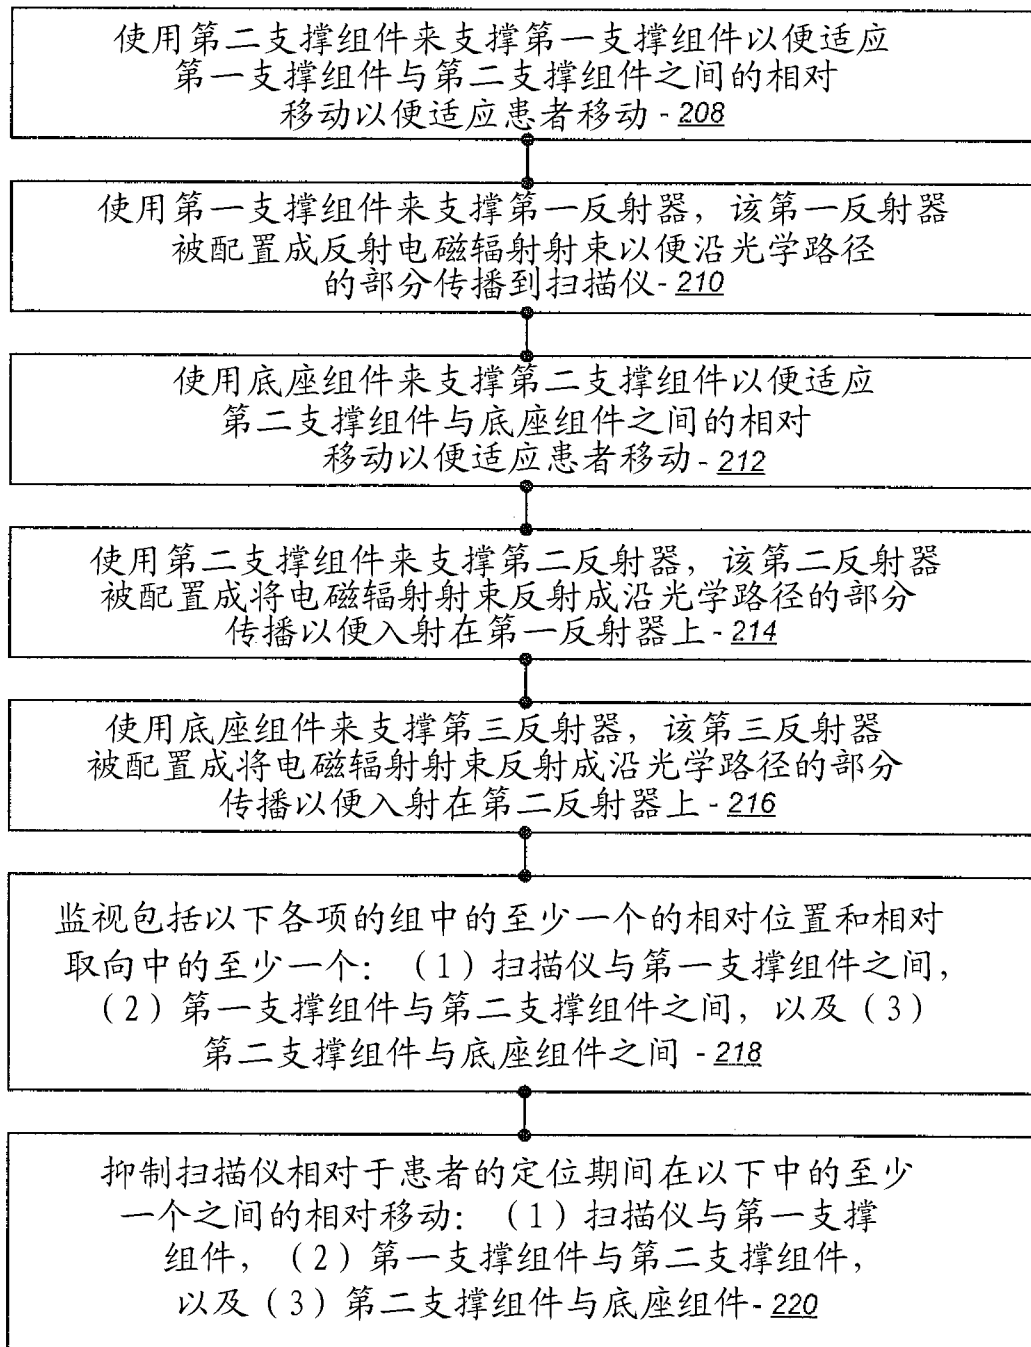 使用第二支撑组件来支撑第一支撑组件以便适应
第一支撑组件与第二支撑组件之间的相对
移动以便适应患者移动 - 208
使用第一支撑组件来支撑第一反射器，该第一反射器
被配置成反射电磁辐射射束以便沿光学路径
的部分传播到扫描仪- 210
使用底座组件来支撑第二支撑组件以便适应
第二支撑组件与底座组件之间的相对
移动以便适应患者移动 - 212
使用第二支撑组件来支撑第二反射器，该第二反射器
被配置成将电磁辐射射束反射成沿光学路径的部分
传播以便入射在第一反射器上 - 214
使用底座组件来支撑第三反射器，该第三反射器
被配置成将电磁辐射射束反射成沿光学路径的部分
传播以便入射在第二反射器上 - 216
监视包括以下各项的组中的至少一个的相对位置和相对
取向中的至少一个：（1）扫描仪与第一支撑组件之间，
（2）第一支撑组件与第二支撑组件之间，以及（3）
第二支撑组件与底座组件之间 - 218
抑制扫描仪相对于患者的定位期间在以下中的至少
一个之间的相对移动：（1）扫描仪与第一支撑
组件，（2）第一支撑组件与第二支撑组件，
以及（3）第二支撑组件与底座组件- 220